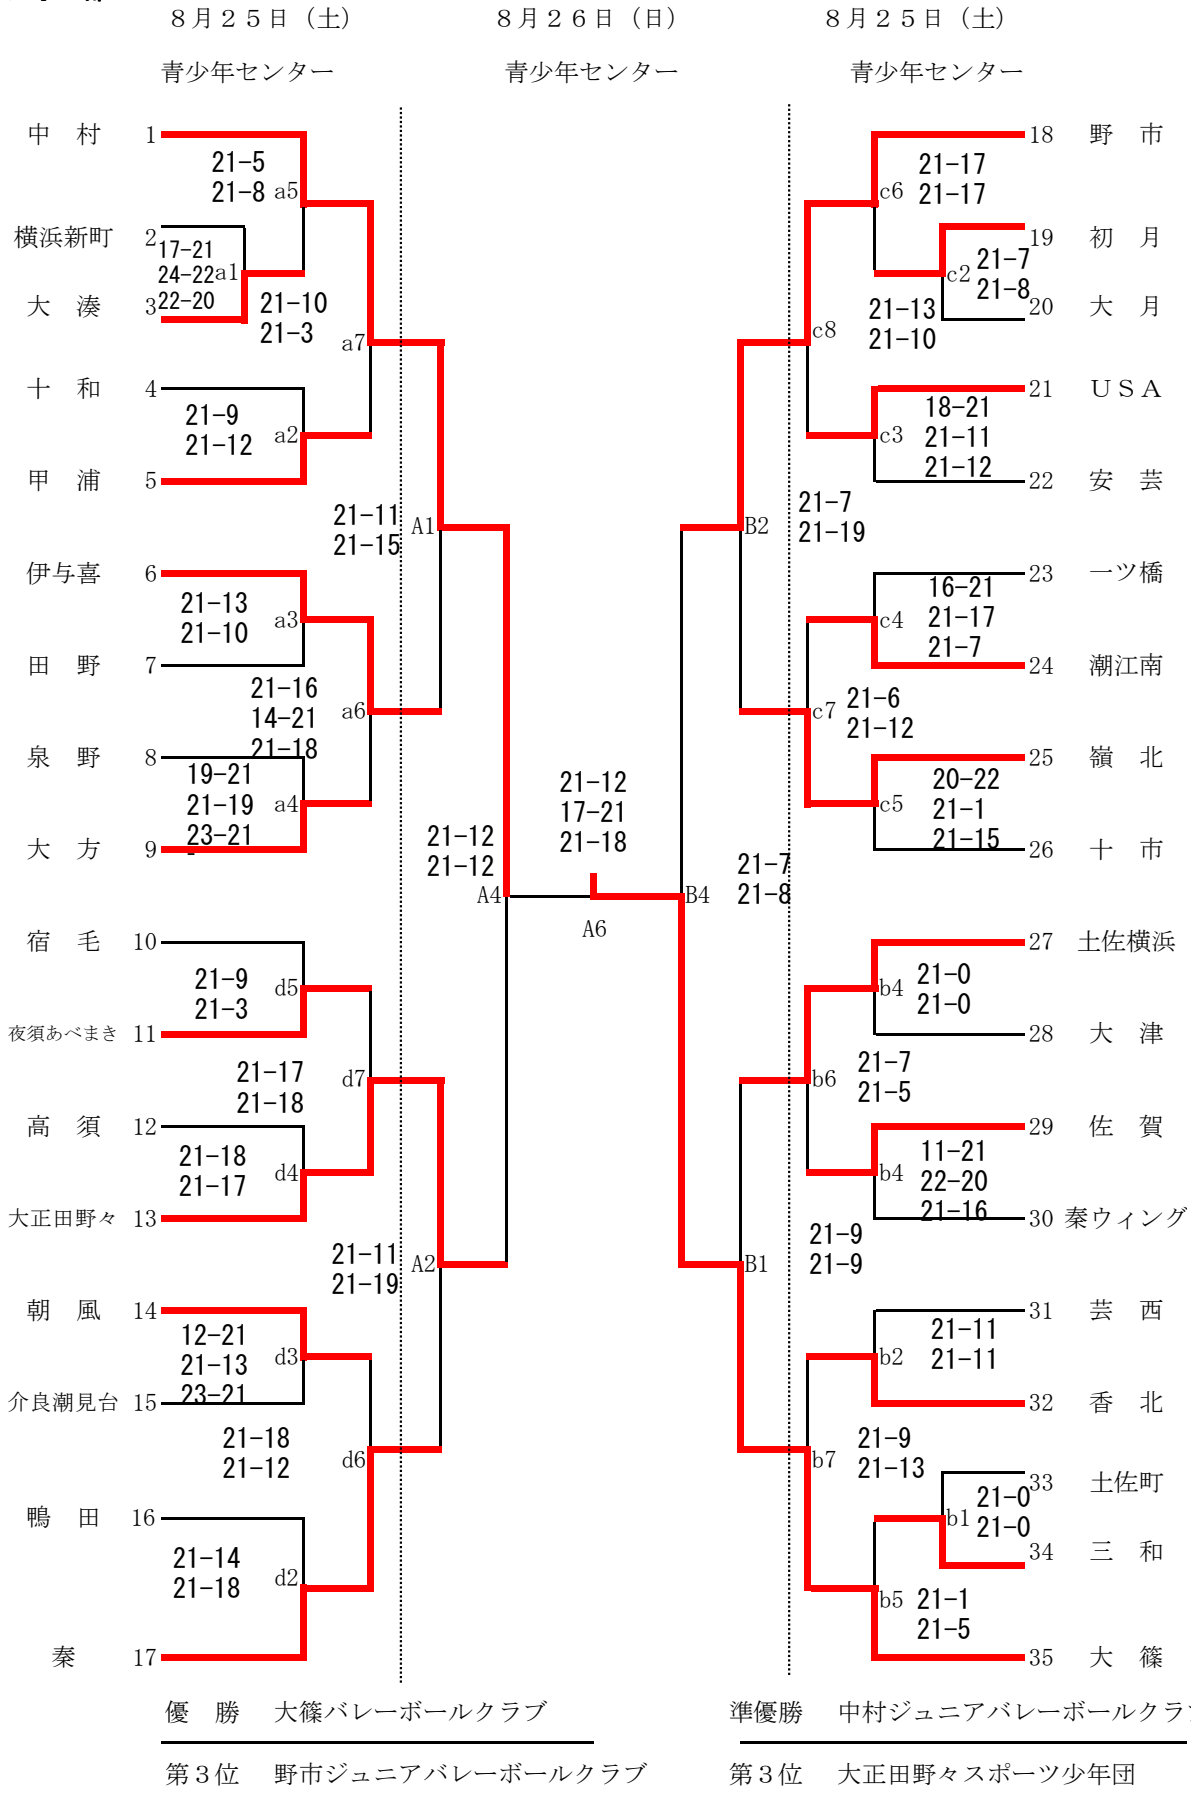 ８月２５日（土）
８月２６日（日）
８月２５日（土）
青少年センター
青少年センター
青少年センター
中　村 1
21-5
21-8 a5
横浜新町 2
17-21
24-22 a1
22-20
大　湊 3
21-10
21-3 a7
十　和 4
21-9
21-12 a2
甲　浦 5
21-11 A1
21-15
伊与喜 6
21-13 a3
21-10
田　野 7
21-16
14-21 a6
21-18
泉　野 8
19-21
21-19 a4
23-21
大　方 9
21-12
21-12
A4
宿　毛 10
21-9 d5
21-3
夜須あべまき 11
21-17 d7
21-18
高　須 12
21-18 d4
21-17
大正田野々 13
21-11 A2
21-19
朝　風 14
12-21
21-13 d3
23-21
介良潮見台 15
21-18
21-12 d6
鴨　田 16
21-14 d2
21-18
秦 17
21-12
17-21
21-18
A6
18 野　市
21-17
c6 21-17
19 初　月
21-7
c2 21-8
20 大　月
21-13
c8 21-10
21 ＵＳＡ
18-21
c3 21-11
21-12
22 安　芸
21-7
B2 21-19
23 一ツ橋
16-21
c4 21-17
21-7
24 潮江南
21-6
c7 21-12
25 嶺　北
20-22
c5 21-1
21-15
26 十　市
21-7
B4 21-8
27 土佐横浜
21-0
b4 21-0
28 大　津
21-7
b6 21-5
29 佐　賀
11-21
b4 22-20
21-16
30 秦ウィング
21-9
B1 21-9
31 芸　西
21-11
b2 21-11
32 香　北
21-9
b7 21-13
33 土佐町
21-0
b1 21-0
34 三　和
21-1
b5 21-5
35 大　篠
優　勝　大篠バレーボールクラブ
準優勝　中村ジュニアバレーボールクラブ
第３位　野市ジュニアバレーボールクラブ
第３位　大正田野々スポーツ少年団